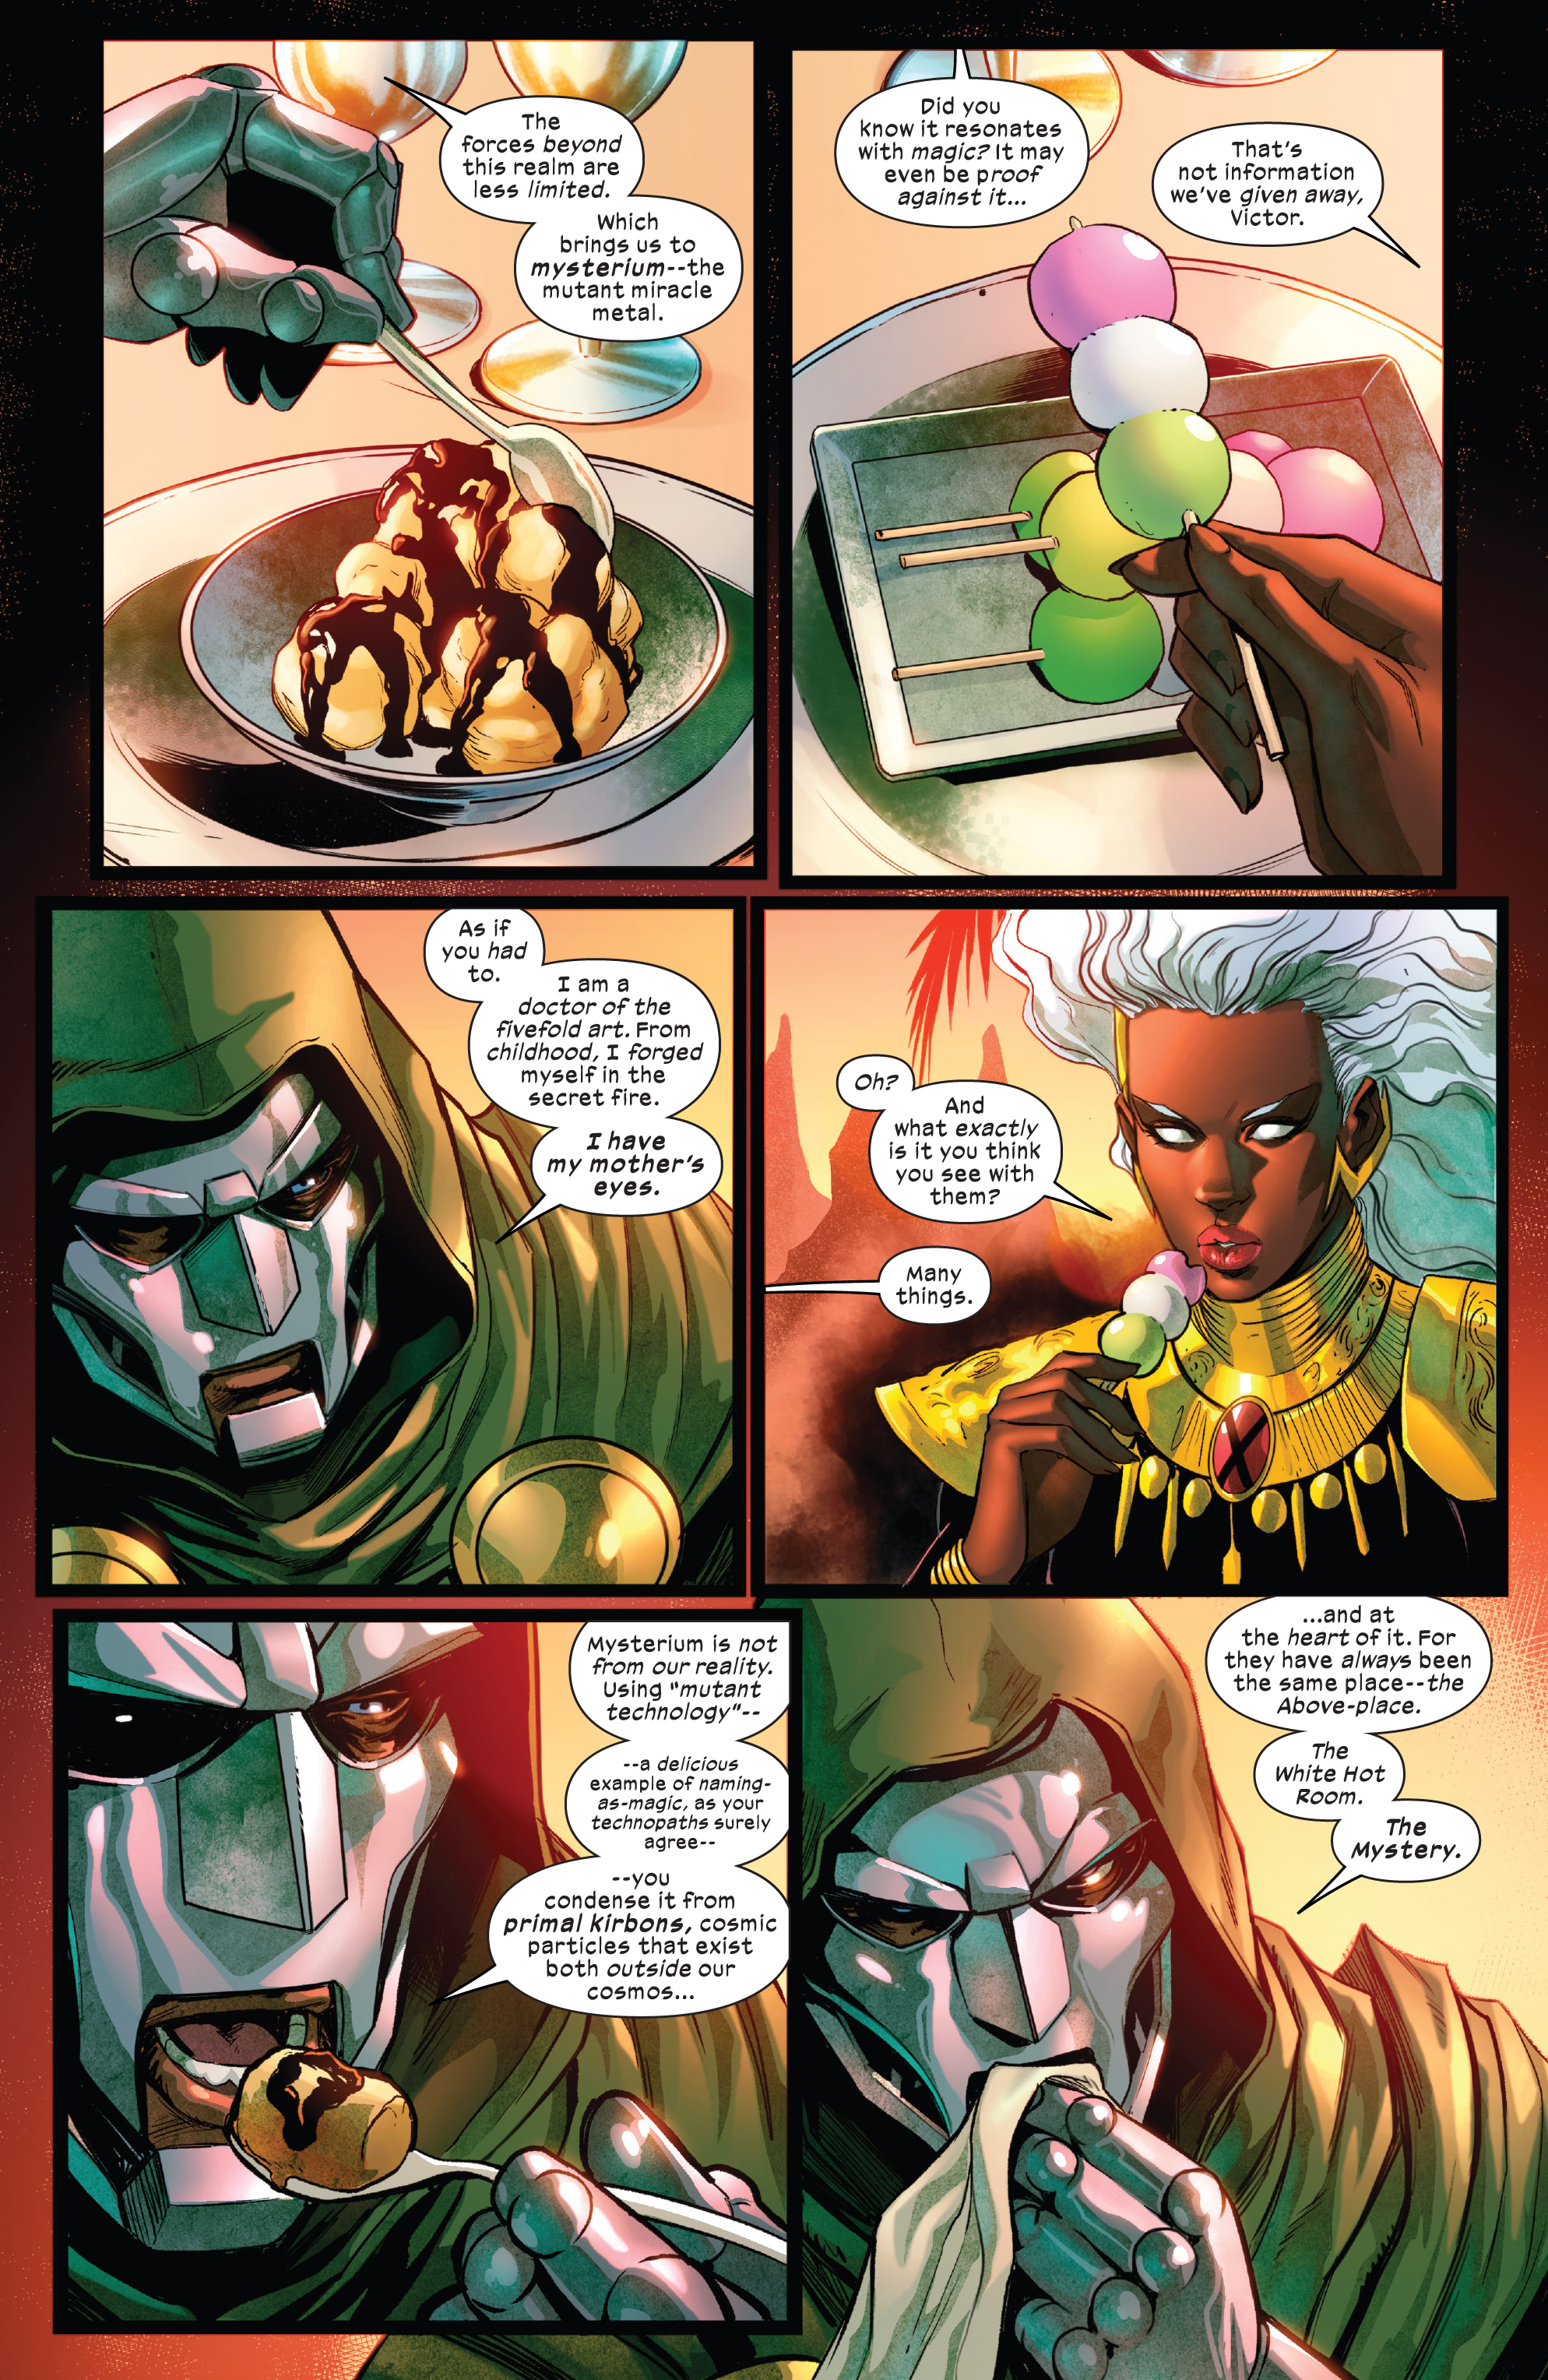 The
forces beyond
this realm are
less limited.
Which
brings us to
mysterium--the
mutant miracle
metal.
Did you
know it resonates
with magic? It may
even be proof
against it...
That's
not information
we've given away,
Victor.
As if
you had
to.
I am a
doctor of the
fivefold art. From
childhood, I forged
myself in the
secret fire.
I have
my mother's
eyes.
Oh?
And
what exactly
is it you think
you see with
them?
Many
things.
Mysterium is not
from our reality.
Using "mutant
technology"--
--a delicious
example of naming-
as-magic, as your
technopaths surely
agree--
--you
condense it from
primal kirbons, cosmic
particles that exist
both outside our
cosmos...
...and at
the heart of it. For
they have always been
the same place--the
Above-place.
The
White Hot
Room.
The
Mystery.